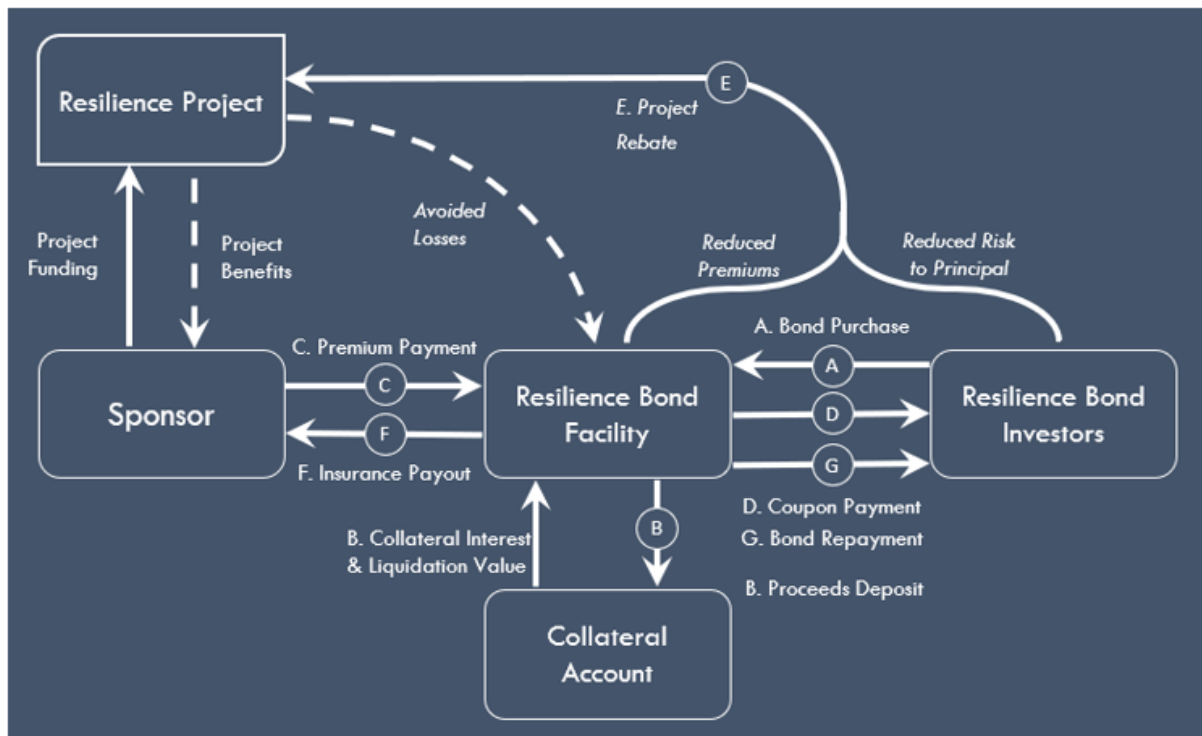 Resilience Project
E
E. Project
Rebate
Avoided
Losses
Project
Funding
Project
Benefits
Reduced
Premiums
Reduced Risk
to Principal
C. Premium Payment
C
A. Bond Purchase
A
Sponsor
Resilience Bond
Facility
D
Resilience Bond
Investors
F
F. Insurance Payout
G
D. Coupon Payment
G. Bond Repayment
B. Collateral Interest
& Liquidation Value
B
B. Proceeds Deposit
Collateral
Account